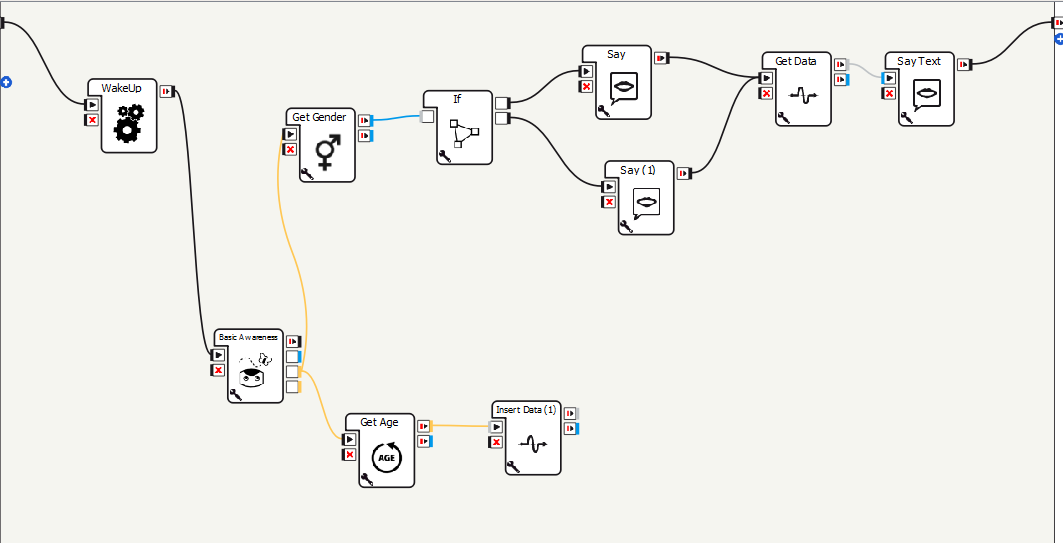 WakeUp
Get Gender
If
Say
Get Data
Say Text
Say (1)
Basic Awareness
Get Age
AGE
Insert Data (1)